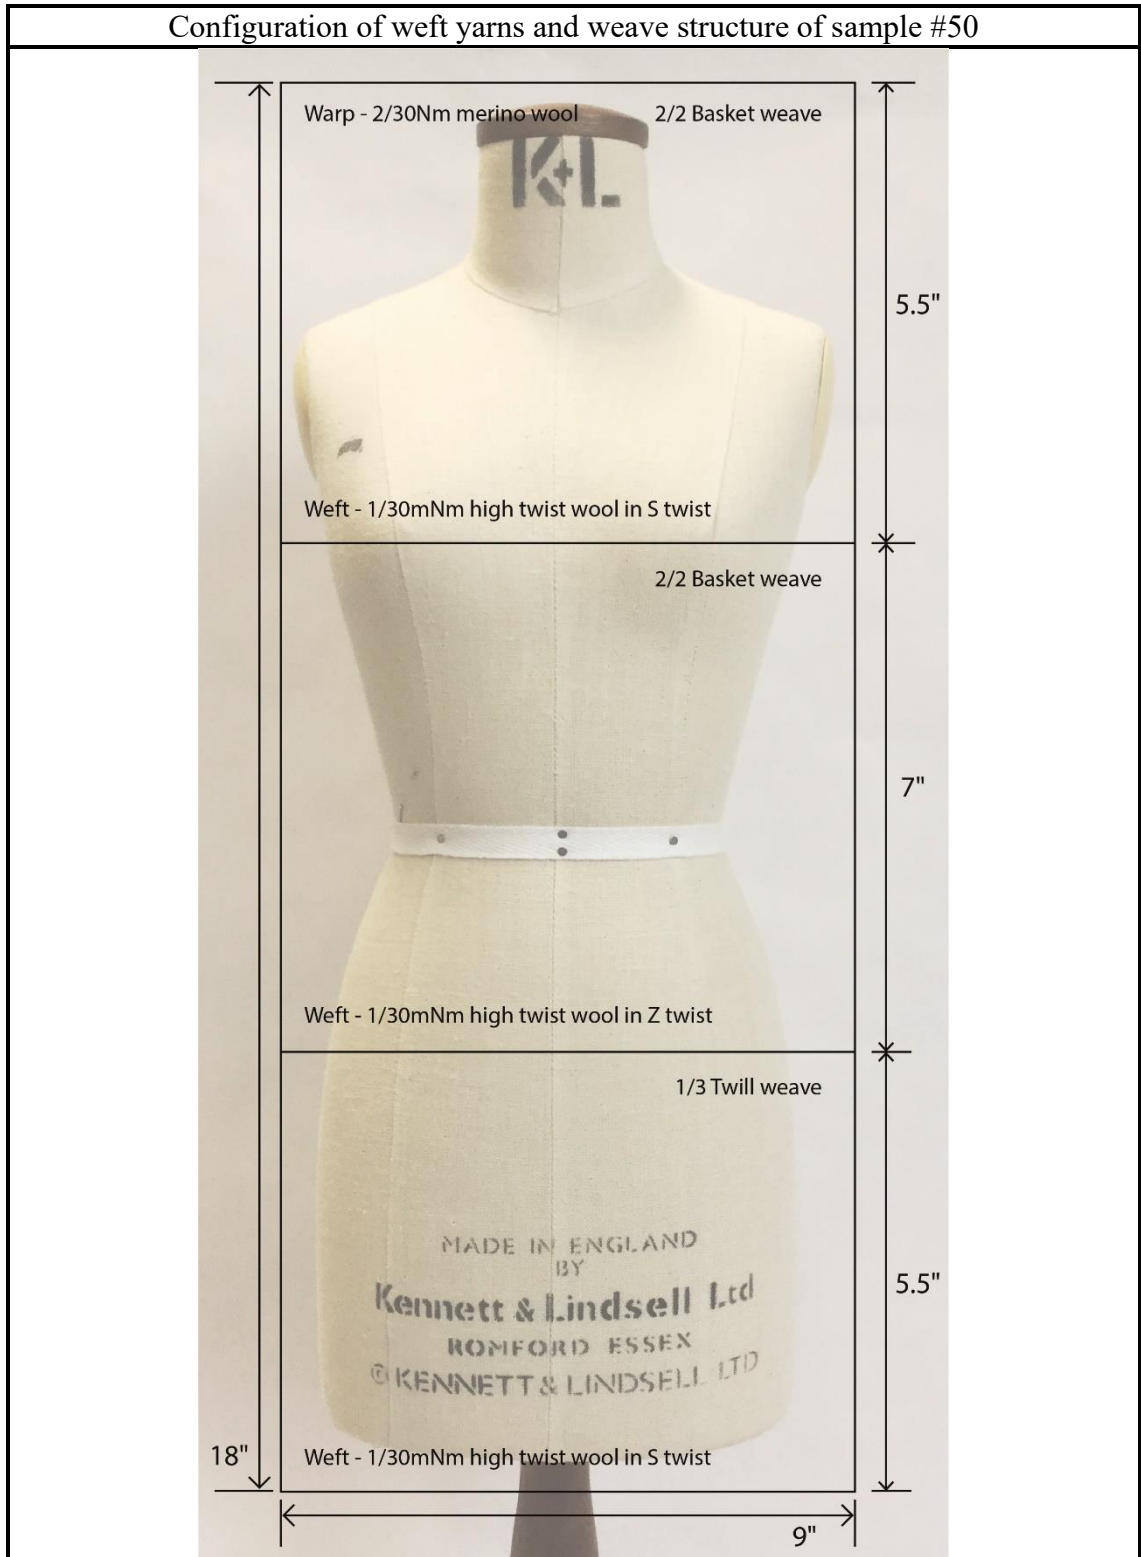 Configuration of weft yarns and weave structure of sample #50
Warp - 2/30Nm merino wool 2/2 Basket weave
K+L
5.5"
Weft - 1/30mNm high twist wool in S twist
2/2 Basket weave
7"
Weft - 1/30mNm high twist wool in Z twist
1/3 Twill weave
MADE IN ENGLAND
BY
Kennett & Lindsell Ltd
ROMFORD ESSEX
© KENNETT & LINDSELL LTD
5.5"
18"
Weft - 1/30mNm high twist wool in S twist
9"